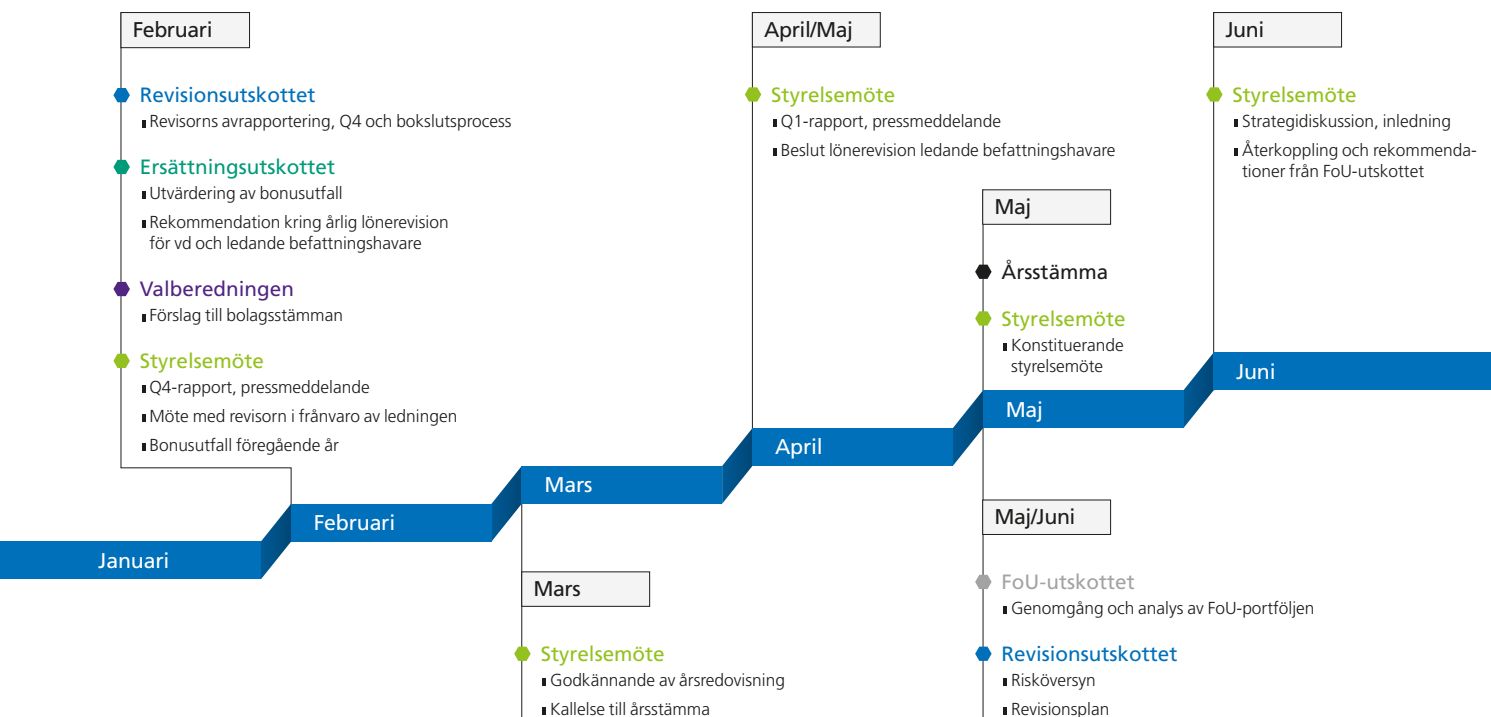 Februari
Revisionsutskottet
Revisorns avrapportering, Q4 och bokslutsprocess
Ersättningsutskottet
Utvärdering av bonusutfall
Rekommendation kring årlig lönerevision
för vd och ledande befattningshavare
Valberedningen
Förslag till bolagsstämman
Styrelsemöte
Q4-rapport, pressmeddelande
Möte med revisorn i frånvaro av ledningen
Bonusutfall föregående år
April/Maj
Styrelsemöte
Q1-rapport, pressmeddelande
Beslut lönerevision ledande befattningshavare
Maj
Årsstämma
Styrelsemöte
Konstituerande
styrelsemöte
Juni
Styrelsemöte
Strategidiskussion, inledning
Återkoppling och rekommenda-
tioner från FoU-utskottet
Januari
Februari
Mars
April
Maj
Juni
Mars
Styrelsemöte
Godkännande av årsredovisning
Kallelse till årsstämma
Maj/Juni
FoU-utskottet
Genomgång och analys av FoU-portföljen
Revisionsutskottet
Risköversyn
Revisionsplan